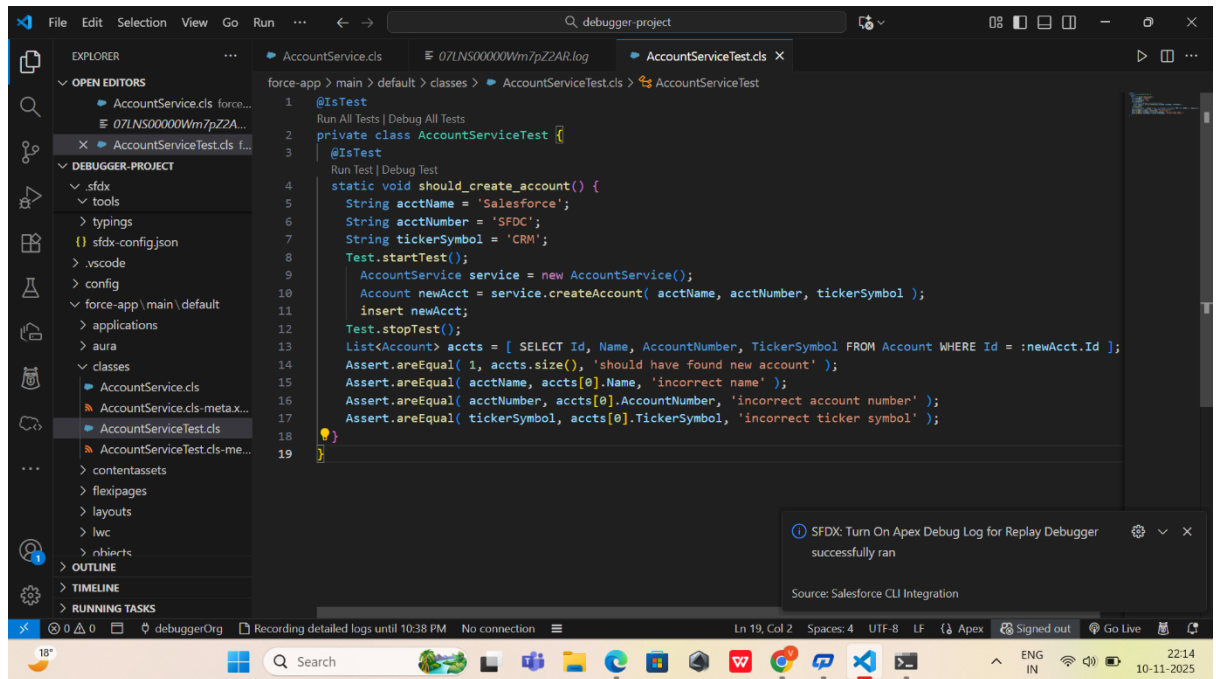 File Edit Selection View Go Run ··· debugger-project
EXPLORER ···
OPEN EDITORS
AccountService.cls force...
07LNS00000Wm7pZ2A...
AccountServiceTest.cls f...
DEBUGGER-PROJECT
.sfdx
tools
typings
{} sfdx-config.json
.vscode
config
force-app\main\default
applications
aura
classes
AccountService.cls
AccountService.cls-meta.x...
AccountServiceTest.cls
AccountServiceTest.cls-me...
contentassets
flexipages
layouts
lwc
objects
OUTLINE
TIMELINE
RUNNING TASKS
AccountService.cls 07LNS00000Wm7pZ2AR.log AccountServiceTest.cls
force-app > main > default > classes > AccountServiceTest.cls > AccountServiceTest
1 @IsTest
Run All Tests | Debug All Tests
2 private class AccountServiceTest {
3 @IsTest
Run Test | Debug Test
4 static void should_create_account() {
5 String acctName = 'Salesforce';
6 String acctNumber = 'SFDC';
7 String tickerSymbol = 'CRM';
8 Test.startTest();
9 AccountService service = new AccountService();
10 Account newAcct = service.createAccount( acctName, acctNumber, tickerSymbol );
11 insert newAcct;
12 Test.stopTest();
13 List<Account> accts = [ SELECT Id, Name, AccountNumber, TickerSymbol FROM Account WHERE Id = :newAcct.Id ];
14 Assert.areEqual( 1, accts.size(), 'should have found new account' );
15 Assert.areEqual( acctName, accts[0].Name, 'incorrect name' );
16 Assert.areEqual( acctNumber, accts[0].AccountNumber, 'incorrect account number' );
17 Assert.areEqual( tickerSymbol, accts[0].TickerSymbol, 'incorrect ticker symbol' );
18 }
19 }
SFDX: Turn On Apex Debug Log for Replay Debugger
successfully ran
Source: Salesforce CLI Integration
1
0 0 debuggerOrg Recording detailed logs until 10:38 PM No connection Ln 19, Col 2 Spaces: 4 UTF-8 LF Apex Signed out Go Live
18° Search ENG 22:14
IN 10-11-2025